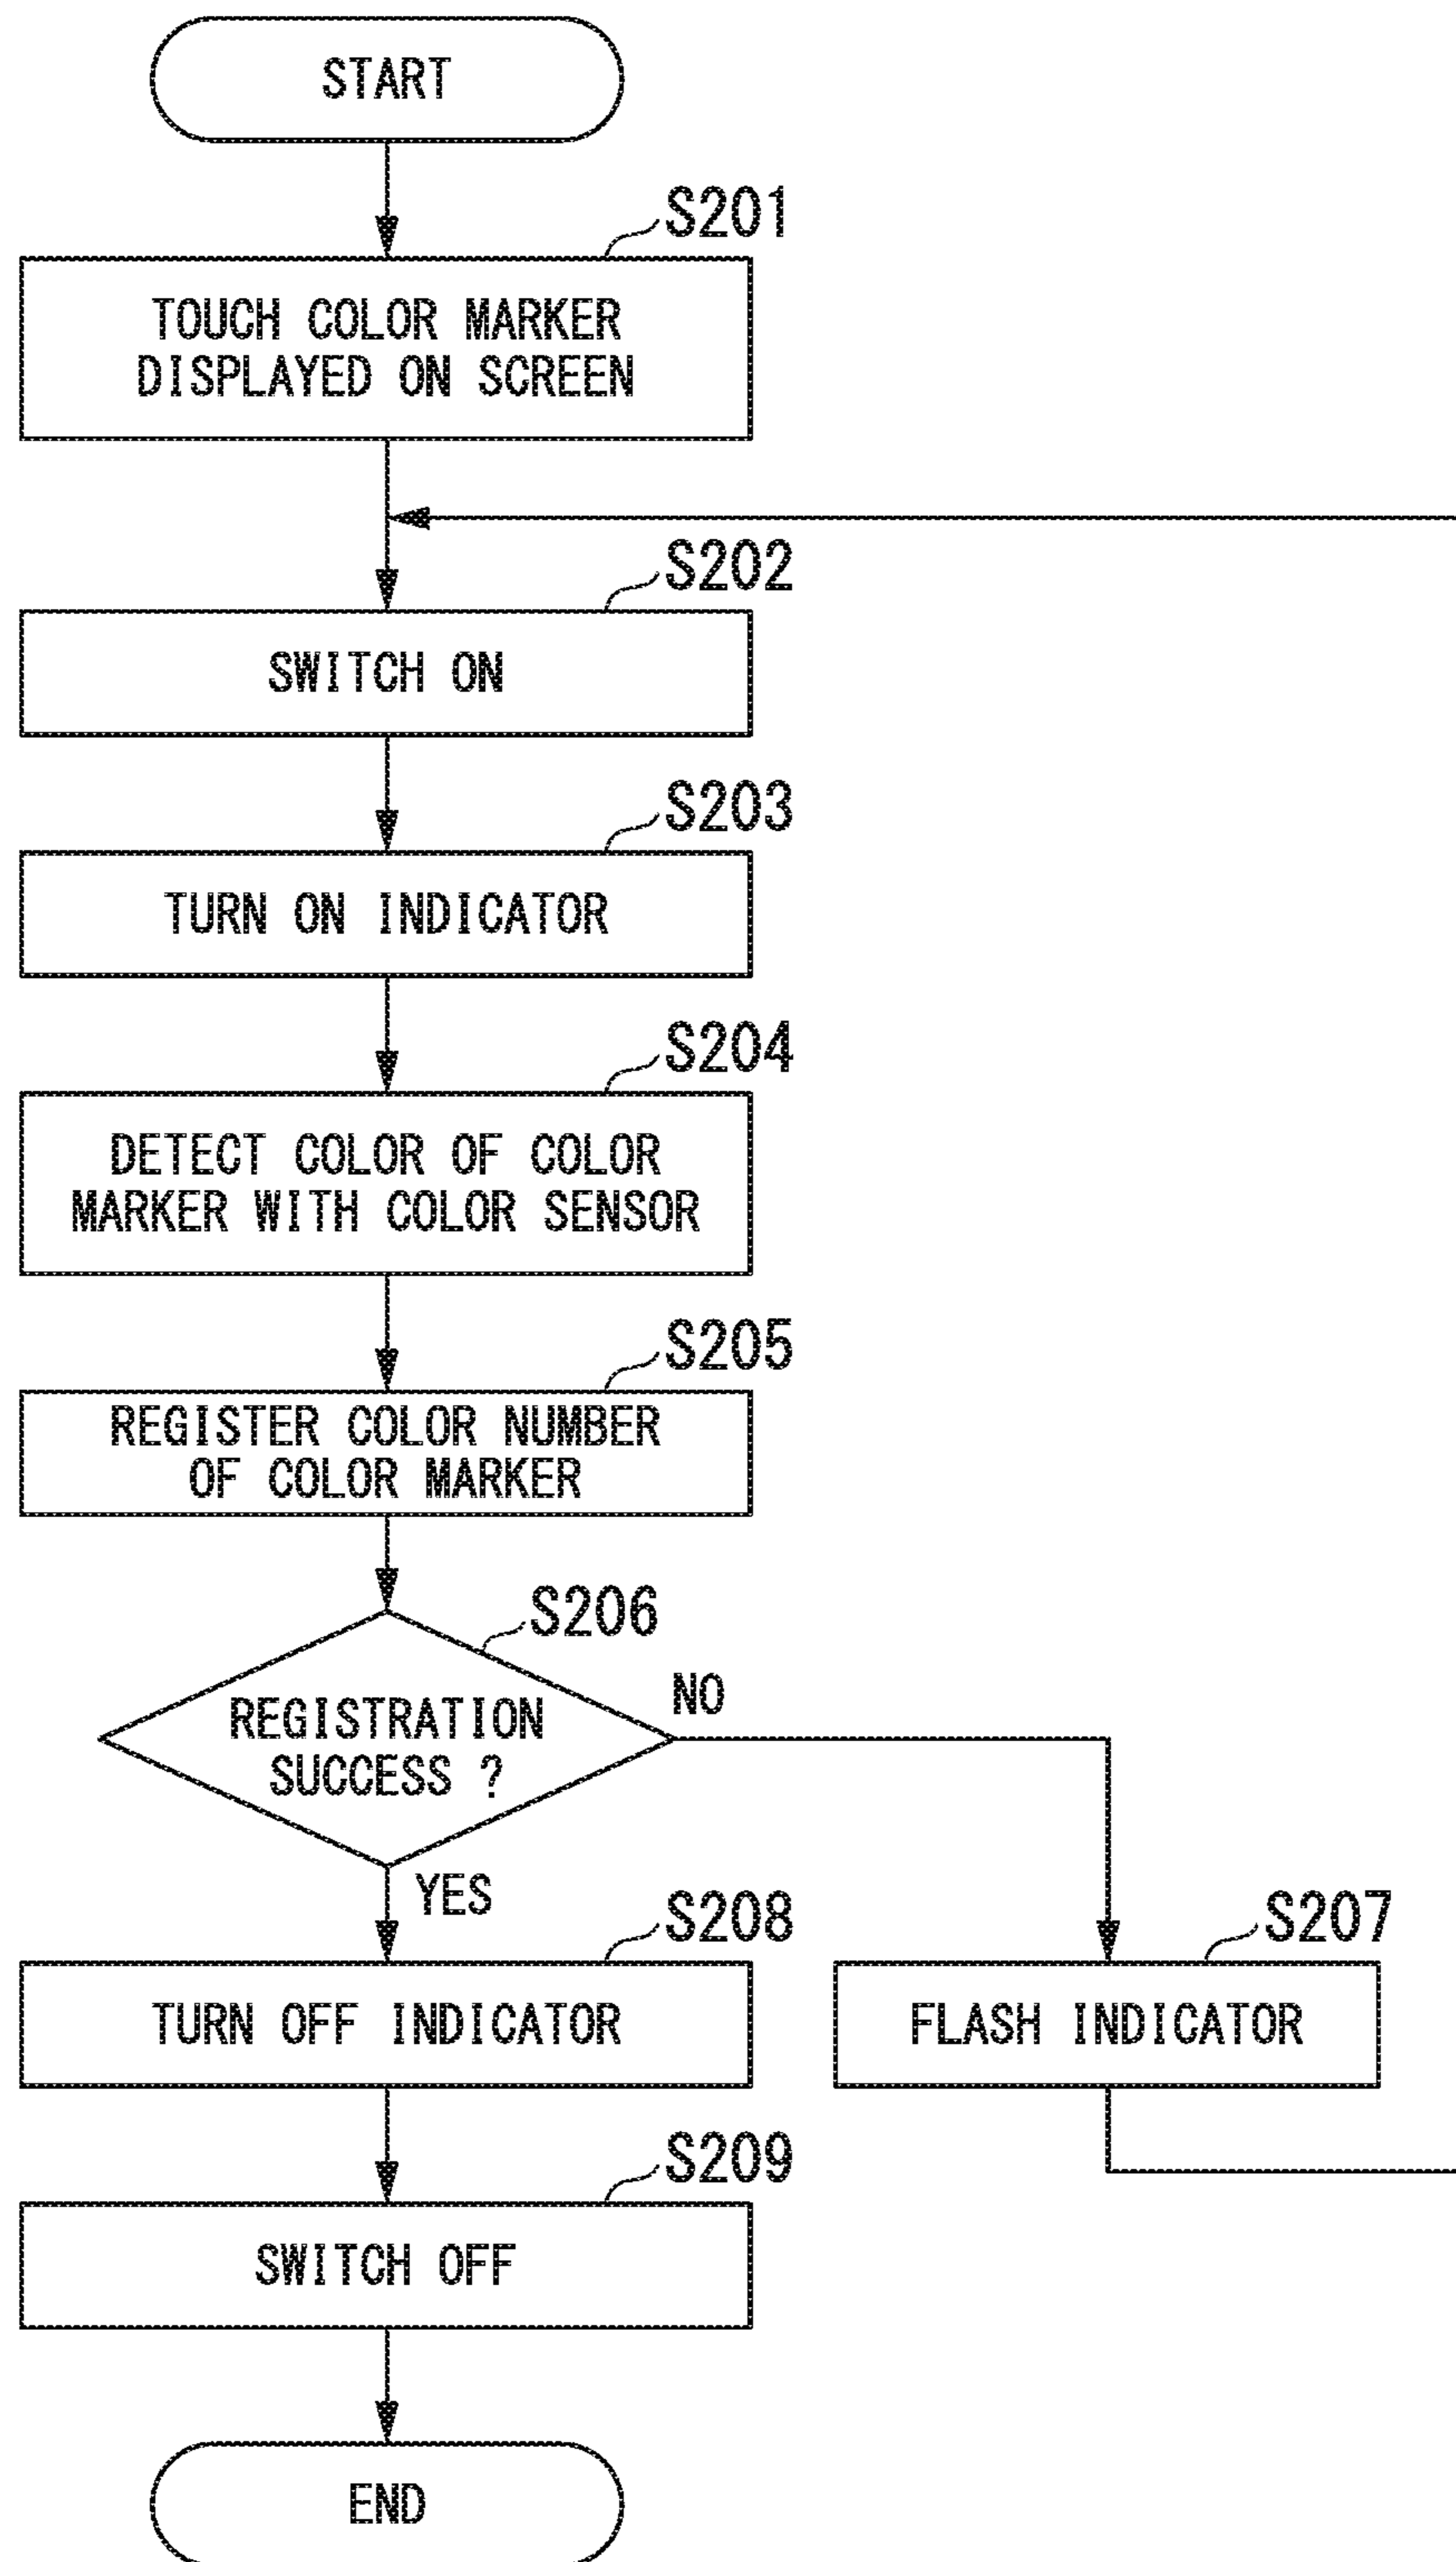 START
S201
TOUCH COLOR MARKER
DISPLAYED ON SCREEN
S202
SWITCH ON
S203
TURN ON INDICATOR
S204
DETECT COLOR OF COLOR
MARKER WITH COLOR SENSOR
S205
REGISTER COLOR NUMBER
OF COLOR MARKER
S206
REGISTRATION
SUCCESS ?
NO
YES
S208
TURN OFF INDICATOR
S207
FLASH INDICATOR
S209
SWITCH OFF
END